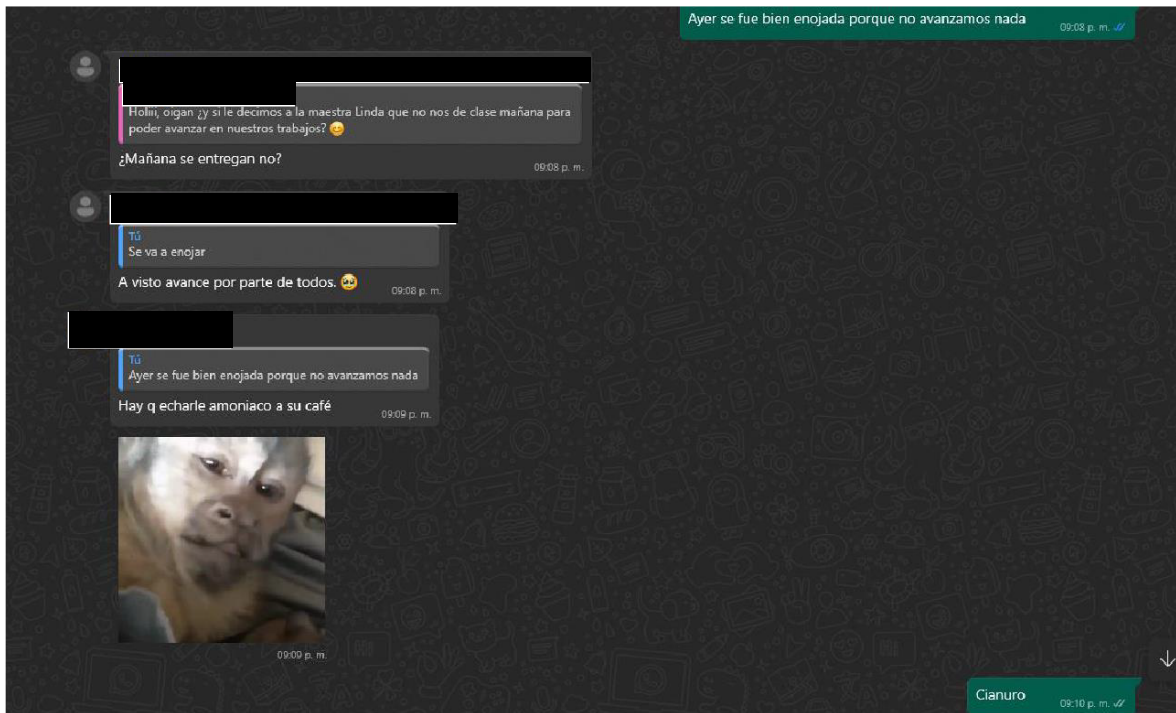 Ayer se fue bien enojada porque no avanzamos nada
09:08 p. m.
Holiii, oigan ¿y si le decimos a la maestra Linda que no nos de clase mañana para
poder avanzar en nuestros trabajos? 😊
¿Mañana se entregan no?
09:08 p. m.
Tú
Se va a enojar
A visto avance por parte de todos. 🥹
09:08 p. m.
Tú
Ayer se fue bien enojada porque no avanzamos nada
Hay q echarle amoniaco a su café
09:09 p. m.
09:09 p. m.
Cianuro
09:10 p. m.